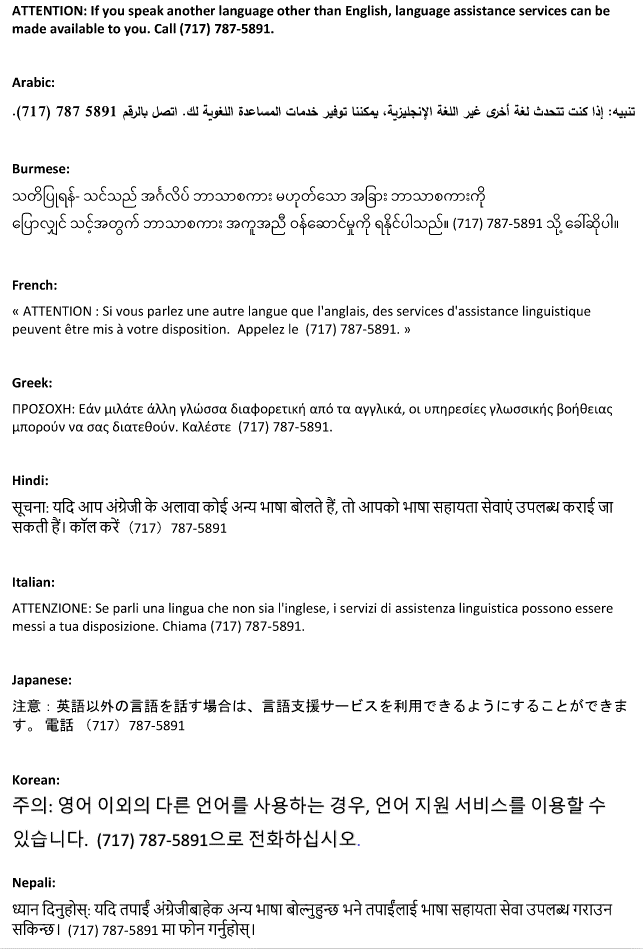 ATTENTION: If you speak another language other than English, language assistance services can be
made available to you. Call (717) 787-5891.
Arabic:
تنبيه: إذا كنت تتحدث لغة أخرى غير اللغة الإنجليزية، يمكننا توفير خدمات المساعدة اللغوية لك. اتصل بالرقم 5891 787 (717).
Burmese:
သတိပြုရန်- သင်သည် အင်္ဂလိပ် ဘာသာစကား မဟုတ်သော အခြား ဘာသာစကားကို
ပြောလျှင် သင့်အတွက် ဘာသာစကား အကူအညီ ဝန်ဆောင်မှုကို ရနိုင်ပါသည်။ (717) 787-5891 သို့ ခေါ်ဆိုပါ။
French:
« ATTENTION : Si vous parlez une autre langue que l'anglais, des services d'assistance linguistique
peuvent être mis à votre disposition. Appelez le (717) 787-5891. »
Greek:
ΠΡΟΣΟΧΗ: Εάν μιλάτε άλλη γλώσσα διαφορετική από τα αγγλικά, οι υπηρεσίες γλωσσικής βοήθειας
μπορούν να σας διατεθούν. Καλέστε (717) 787-5891.
Hindi:
सूचना: यदि आप अंग्रेजी के अलावा कोई अन्य भाषा बोलते हैं, तो आपको भाषा सहायता सेवाएं उपलब्ध कराई जा
सकती हैं। कॉल करें (717) 787-5891
Italian:
ATTENZIONE: Se parli una lingua che non sia l'inglese, i servizi di assistenza linguistica possono essere
messi a tua disposizione. Chiama (717) 787-5891.
Japanese:
注意：英語以外の言語を話す場合は、言語支援サービスを利用できるようにすることができま
す。 電話 （717）787-5891
Korean:
주의: 영어 이외의 다른 언어를 사용하는 경우, 언어 지원 서비스를 이용할 수
있습니다. (717) 787-5891으로 전화하십시오.
Nepali:
ध्यान दिनुहोस्: यदि तपाईँ अंग्रेजीबाहेक अन्य भाषा बोल्नुहुन्छ भने तपाईँलाई भाषा सहायता सेवा उपलब्ध गराउन
सकिन्छ। (717) 787-5891 मा फोन गर्नुहोस्।